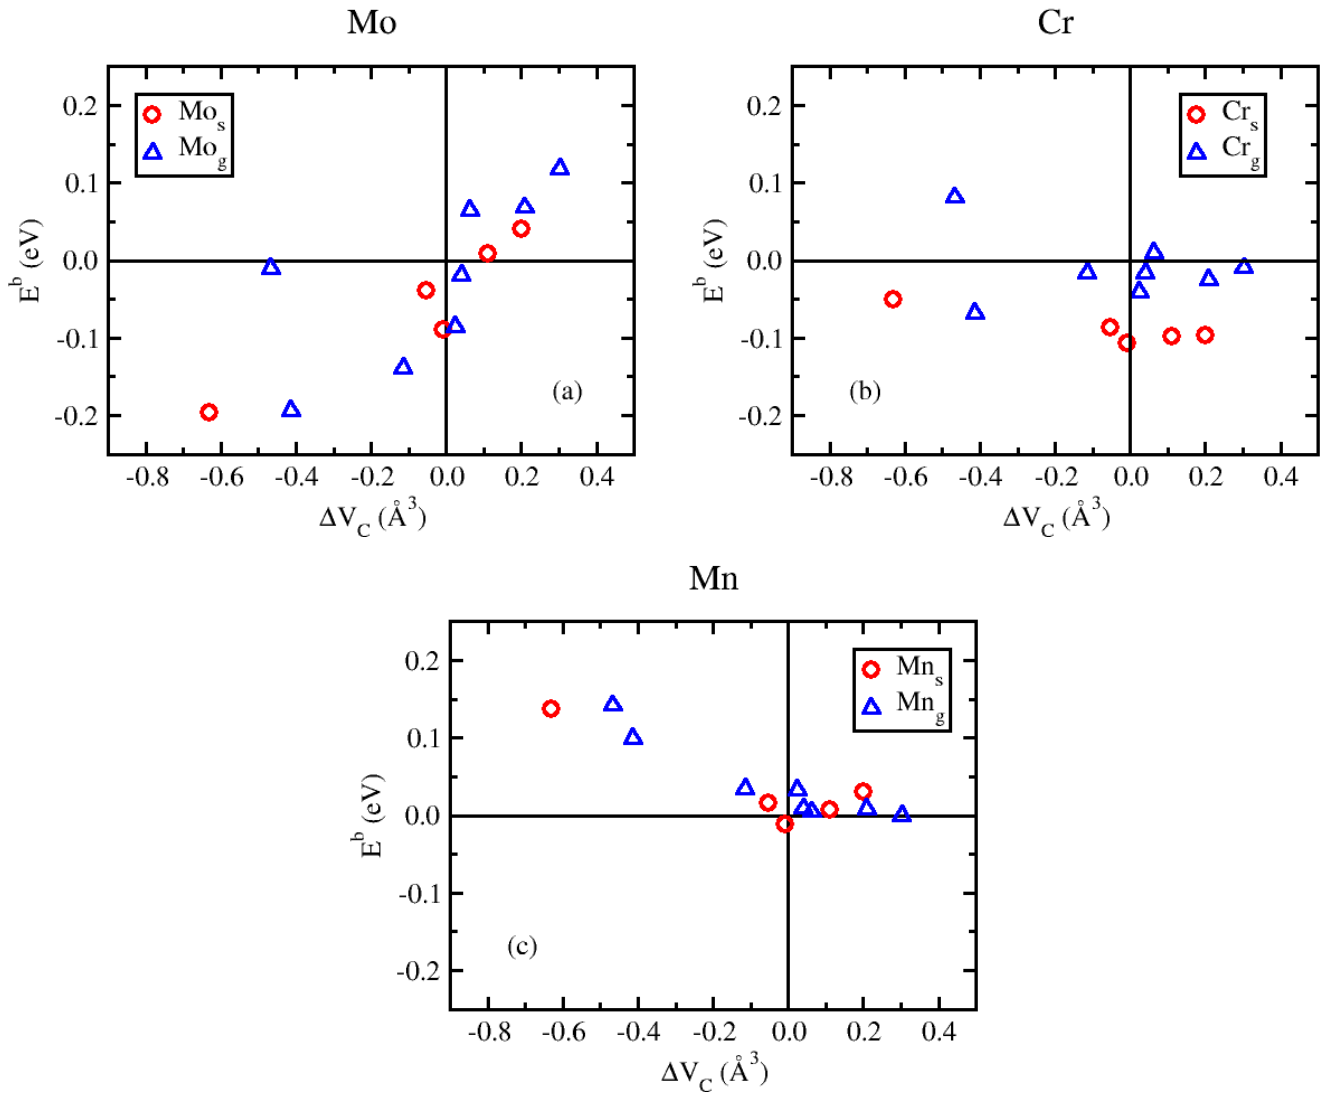 Mo
Mo_s
Mo_g
0.2
0.1
0.0
-0.1
-0.2
E^b (eV)
(a)
-0.8 -0.6 -0.4 -0.2 0.0 0.2 0.4
ΔV_C (Å^3)
Cr
Cr_s
Cr_g
0.2
0.1
0.0
-0.1
-0.2
E^b (eV)
(b)
-0.8 -0.6 -0.4 -0.2 0.0 0.2 0.4
ΔV_C (Å^3)
Mn
Mn_s
Mn_g
0.2
0.1
0.0
-0.1
-0.2
E^b (eV)
(c)
-0.8 -0.6 -0.4 -0.2 0.0 0.2 0.4
ΔV_C (Å^3)